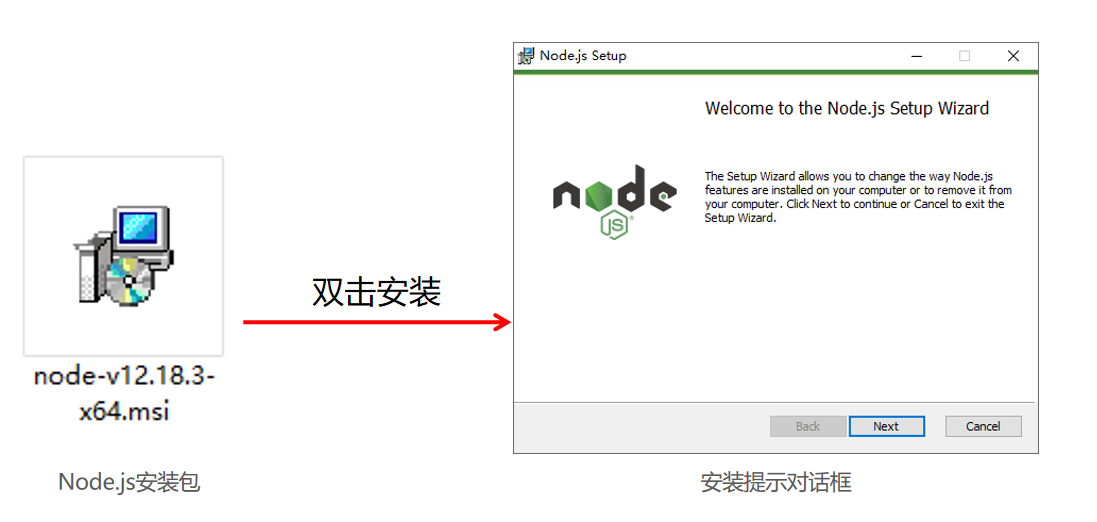 Node.js Setup
Welcome to the Node.js Setup Wizard
node
JS
The Setup Wizard allows you to change the way Node.js
features are installed on your computer or to remove it from
your computer. Click Next to continue or Cancel to exit the
Setup Wizard.
双击安装
node-v12.18.3-
x64.msi
Back
Next
Cancel
Node.js安装包
安装提示对话框